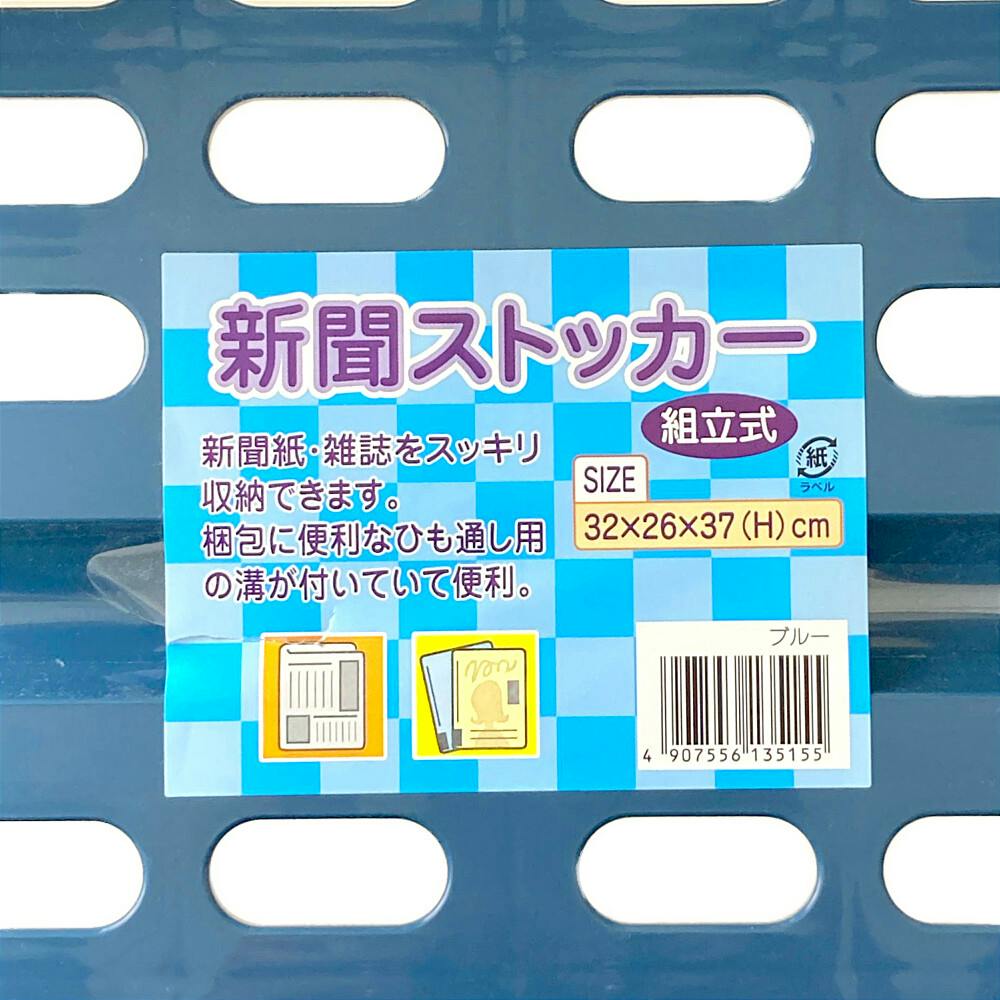 新聞ストッカー
組立式
新聞紙・雑誌をスッキリ
収納できます。
梱包に便利なひも通し用
の溝が付いていて便利。
紙
ラベル
SIZE
32×26×37(H)cm
ブルー
4 907556 135155